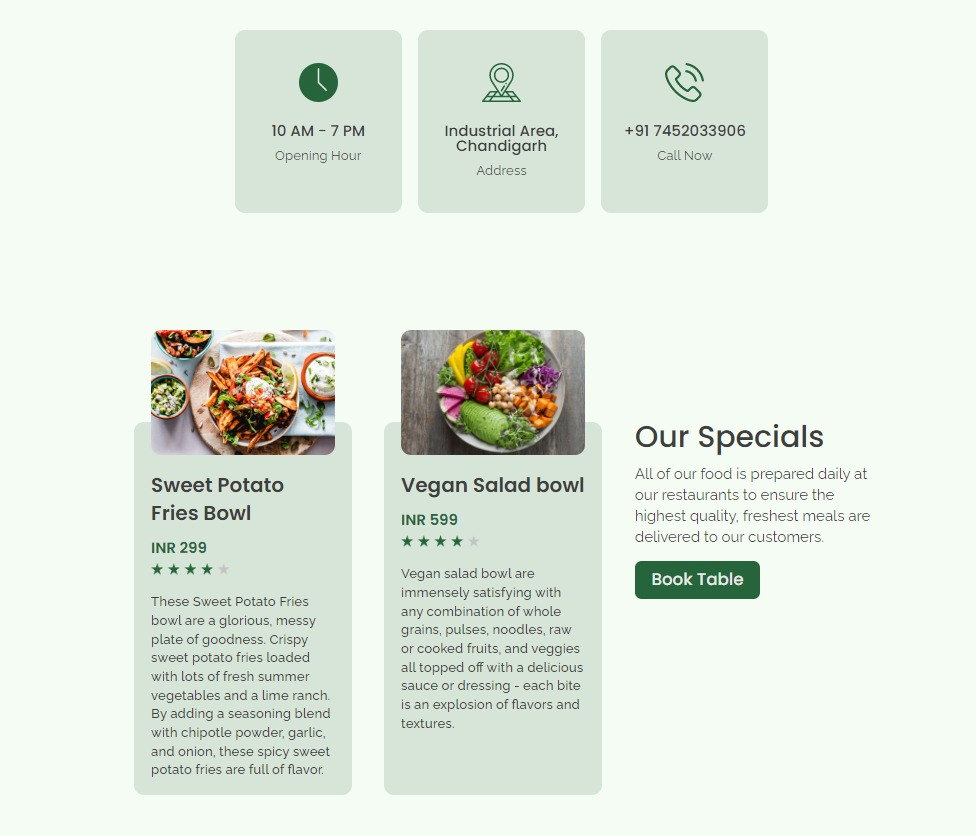 10 AM - 7 PM
Opening Hour
Industrial Area,
Chandigarh
Address
+91 7452033906
Call Now
Sweet Potato
Fries Bowl
INR 299
These Sweet Potato Fries
bowl are a glorious, messy
plate of goodness. Crispy
sweet potato fries loaded
with lots of fresh summer
vegetables and a lime ranch.
By adding a seasoning blend
with chipotle powder, garlic,
and onion, these spicy sweet
potato fries are full of flavor.
Vegan Salad bowl
INR 599
Vegan salad bowl are
immensely satisfying with
any combination of whole
grains, pulses, noodles, raw
or cooked fruits, and veggies
all topped off with a delicious
sauce or dressing - each bite
is an explosion of flavors and
textures.
Our Specials
All of our food is prepared daily at
our restaurants to ensure the
highest quality, freshest meals are
delivered to our customers.
Book Table